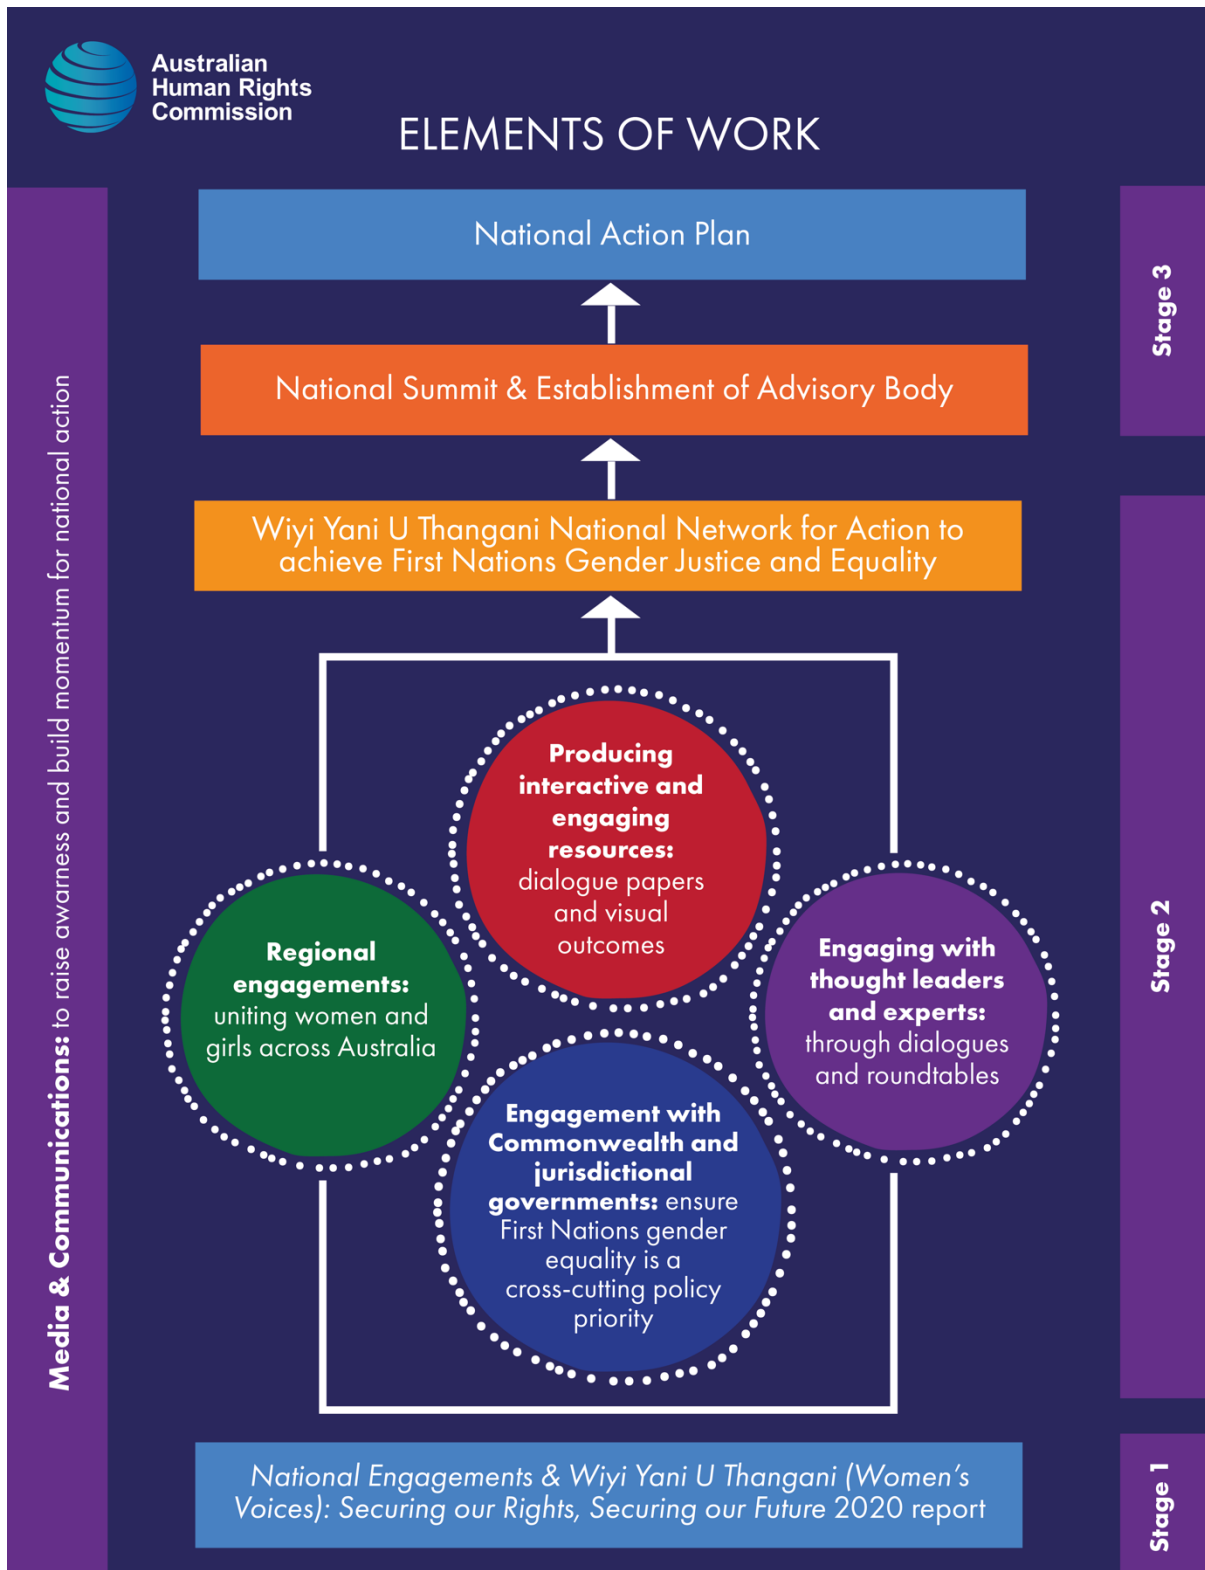 Australian
Human Rights
Commission
ELEMENTS OF WORK
National Action Plan
National Summit & Establishment of Advisory Body
Wiyi Yani U Thangani National Network for Action to
achieve First Nations Gender Justice and Equality
Producing
interactive and
engaging
resources:
dialogue papers
and visual
outcomes
Regional
engagements:
uniting women and
girls across Australia
Engaging with
thought leaders
and experts:
through dialogues
and roundtables
Engagement with
Commonwealth and
jurisdictional
governments: ensure
First Nations gender
equality is a
cross-cutting policy
priority
National Engagements & Wiyi Yani U Thangani (Women's
Voices): Securing our Rights, Securing our Future 2020 report
Media & Communications: to raise awarness and build momentum for national action
Stage 3
Stage 2
Stage 1